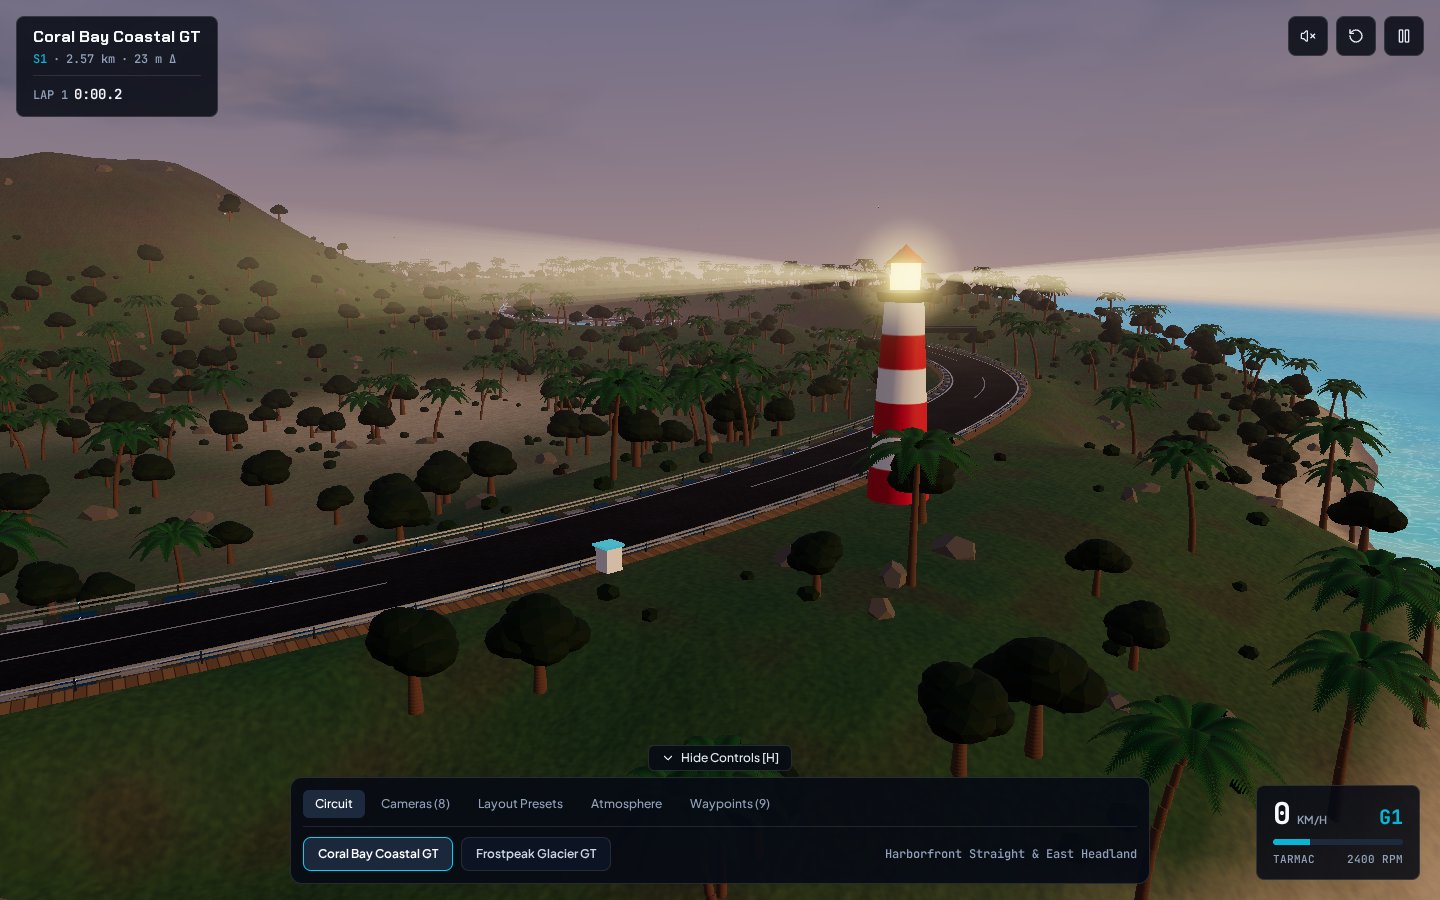 Coral Bay Coastal GT
S1 · 2.57 km · 23 m Δ
LAP 1 0:00.2
Hide Controls [H]
Circuit Cameras (8) Layout Presets Atmosphere Waypoints (9)
Coral Bay Coastal GT Frostpeak Glacier GT Harborfront Straight & East Headland
0 KM/H G1
TARMAC 2400 RPM